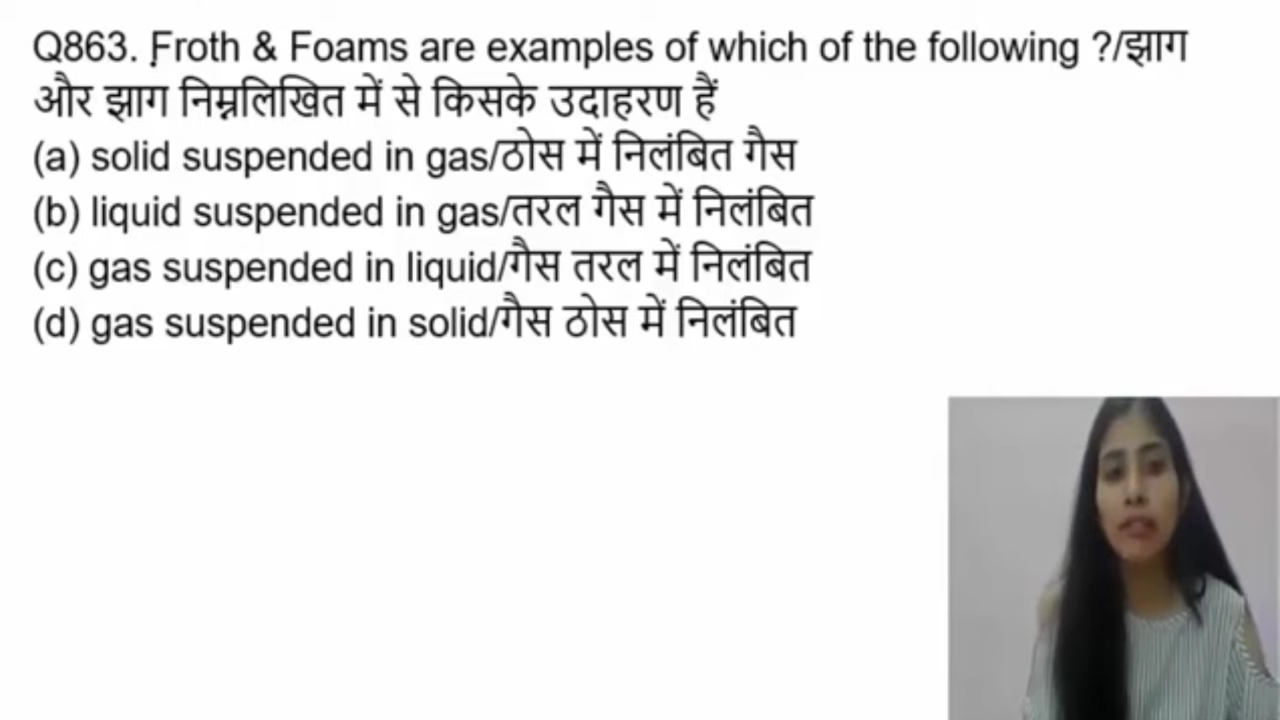 Q863. Froth & Foams are examples of which of the following ?/झाग
और झाग निम्नलिखित में से किसके उदाहरण हैं
(a) solid suspended in gas/ठोस में निलंबित गैस
(b) liquid suspended in gas/तरल गैस में निलंबित
(c) gas suspended in liquid/गैस तरल में निलंबित
(d) gas suspended in solid/गैस ठोस में निलंबित